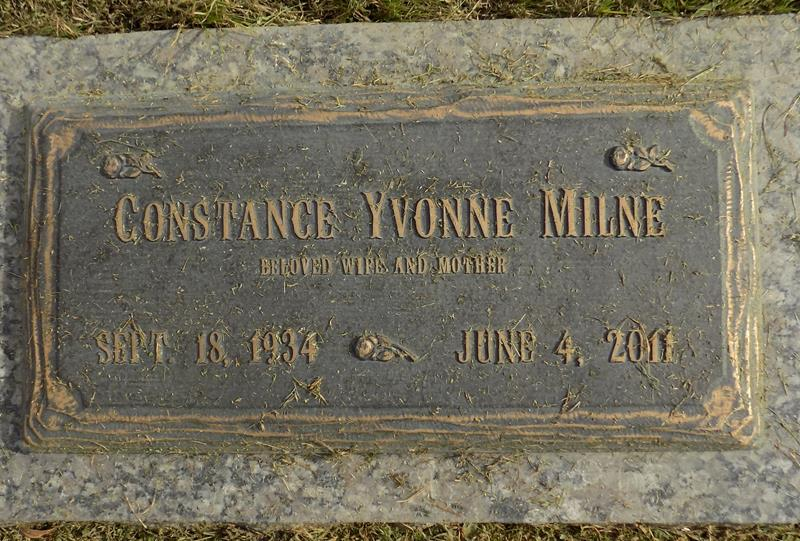 CONSTANCE YVONNE MILNE
BELOVED WIFE AND MOTHER
SEPT. 18, 1934 JUNE 4, 2011